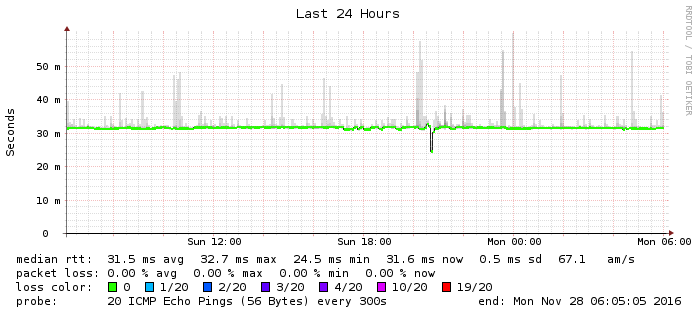 Last 24 Hours
RRDTOOL / TOBI OETIKER
Seconds
50 m
40 m
30 m
20 m
10 m
0
Sun 12:00 Sun 18:00 Mon 00:00 Mon 06:00
median rtt: 31.5 ms avg 32.7 ms max 24.5 ms min 31.6 ms now 0.5 ms sd 67.1 am/s
packet loss: 0.00 % avg 0.00 % max 0.00 % min 0.00 % now
loss color: 0 1/20 2/20 3/20 4/20 10/20 19/20
probe: 20 ICMP Echo Pings (56 Bytes) every 300s end: Mon Nov 28 06:05:05 2016